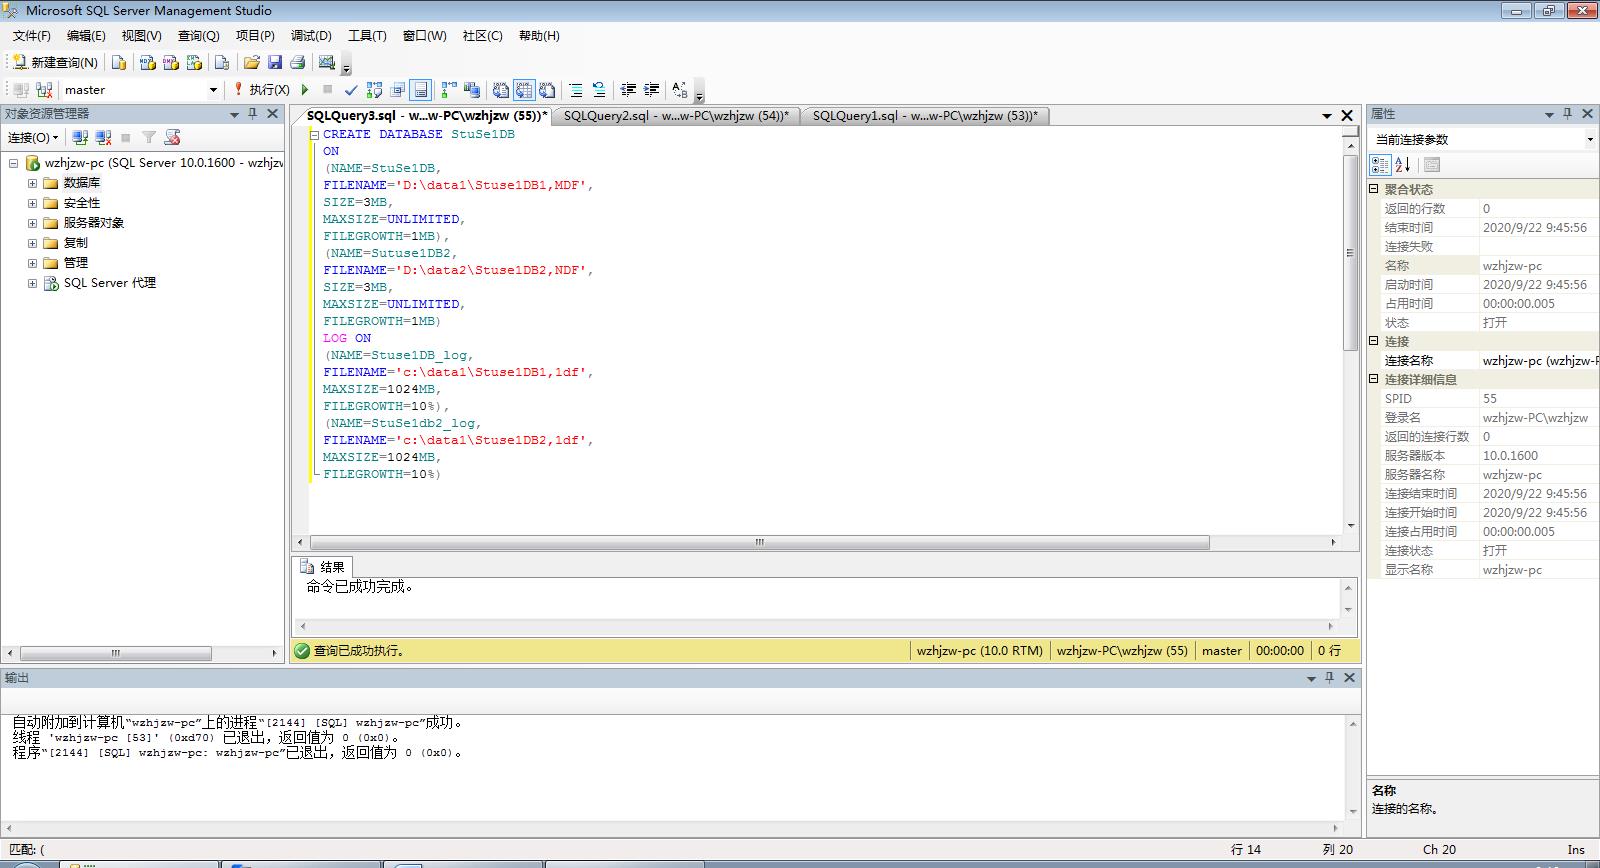 Microsoft SQL Server Management Studio
文件(F) 编辑(E) 视图(V) 查询(Q) 项目(P) 调试(D) 工具(T) 窗口(W) 社区(C) 帮助(H)
新建查询(N)
master 执行(X)
对象资源管理器
连接(O)
wzhjzw-pc (SQL Server 10.0.1600 - wzhjzw
数据库
安全性
服务器对象
复制
管理
SQL Server 代理
SQLQuery3.sql - w...w-PC\wzhjzw (55))* SQLQuery2.sql - w...w-PC\wzhjzw (54))* SQLQuery1.sql - w...w-PC\wzhjzw (53))*
CREATE DATABASE StuSe1DB
ON
(NAME=StuSe1DB,
FILENAME='D:\data1\Stuse1DB1,MDF',
SIZE=3MB,
MAXSIZE=UNLIMITED,
FILEGROWTH=1MB),
(NAME=Sutuse1DB2,
FILENAME='D:\data2\Stuse1DB2,NDF',
SIZE=3MB,
MAXSIZE=UNLIMITED,
FILEGROWTH=1MB)
LOG ON
(NAME=Stuse1DB_log,
FILENAME='c:\data1\Stuse1DB1,1df',
MAXSIZE=1024MB,
FILEGROWTH=10%),
(NAME=StuSe1db2_log,
FILENAME='c:\data1\Stuse1DB2,1df',
MAXSIZE=1024MB,
FILEGROWTH=10%)
结果
命令已成功完成。
查询已成功执行。 wzhjzw-pc (10.0 RTM) wzhjzw-PC\wzhjzw (55) master 00:00:00 0 行
属性
当前连接参数
聚合状态
返回的行数 0
结束时间 2020/9/22 9:45:56
连接失败
名称 wzhjzw-pc
启动时间 2020/9/22 9:45:56
占用时间 00:00:00.005
状态 打开
连接
连接名称 wzhjzw-pc (wzhjzw-P
连接详细信息
SPID 55
登录名 wzhjzw-PC\wzhjzw
返回的连接行数 0
服务器版本 10.0.1600
服务器名称 wzhjzw-pc
连接结束时间 2020/9/22 9:45:56
连接开始时间 2020/9/22 9:45:56
连接占用时间 00:00:00.005
连接状态 打开
显示名称 wzhjzw-pc
名称
连接的名称。
输出
自动附加到计算机“wzhjzw-pc”上的进程“[2144] [SQL] wzhjzw-pc”成功。
线程 'wzhjzw-pc [53]' (0xd70) 已退出，返回值为 0 (0x0)。
程序“[2144] [SQL] wzhjzw-pc: wzhjzw-pc”已退出，返回值为 0 (0x0)。
匹配: ( 行 14 列 20 Ch 20 Ins